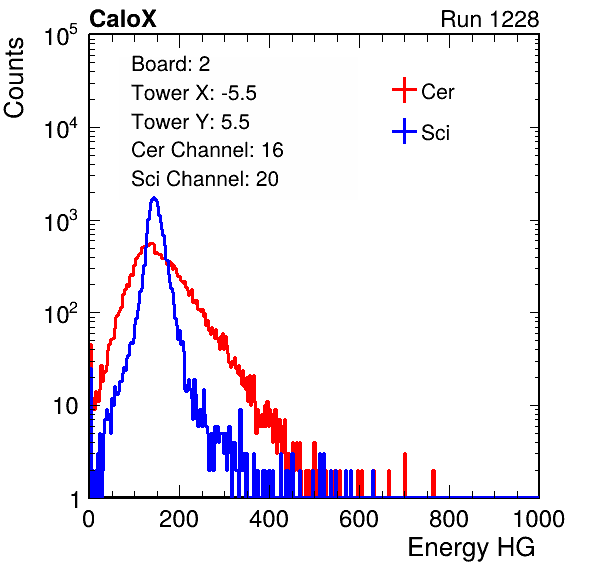 CaloX Run 1228
Counts
10^5
10^4
10^3
10^2
10
1
Board: 2
Tower X: -5.5
Tower Y: 5.5
Cer Channel: 16
Sci Channel: 20
Cer
Sci
0 200 400 600 800 1000
Energy HG